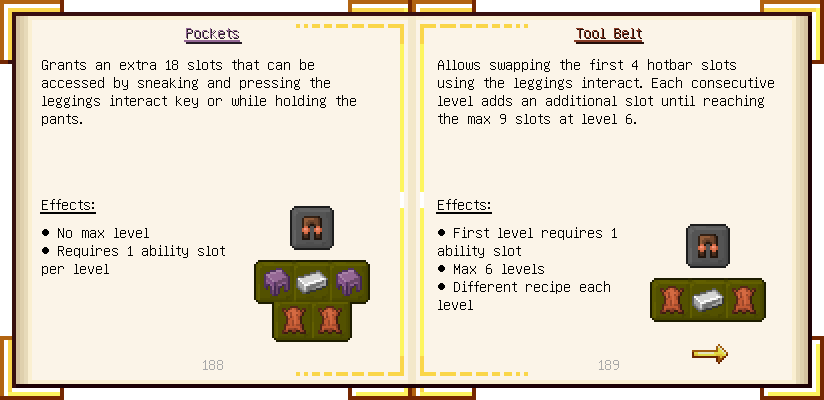 Pockets
Grants an extra 18 slots that can be
accessed by sneaking and pressing the
leggings interact key or while holding the
pants.
Effects:
● No max level
● Requires 1 ability slot
per level
188
Tool Belt
Allows swapping the first 4 hotbar slots
using the leggings interact. Each consecutive
level adds an additional slot until reaching
the max 9 slots at level 6.
Effects:
● First level requires 1
ability slot
● Max 6 levels
● Different recipe each
level
189